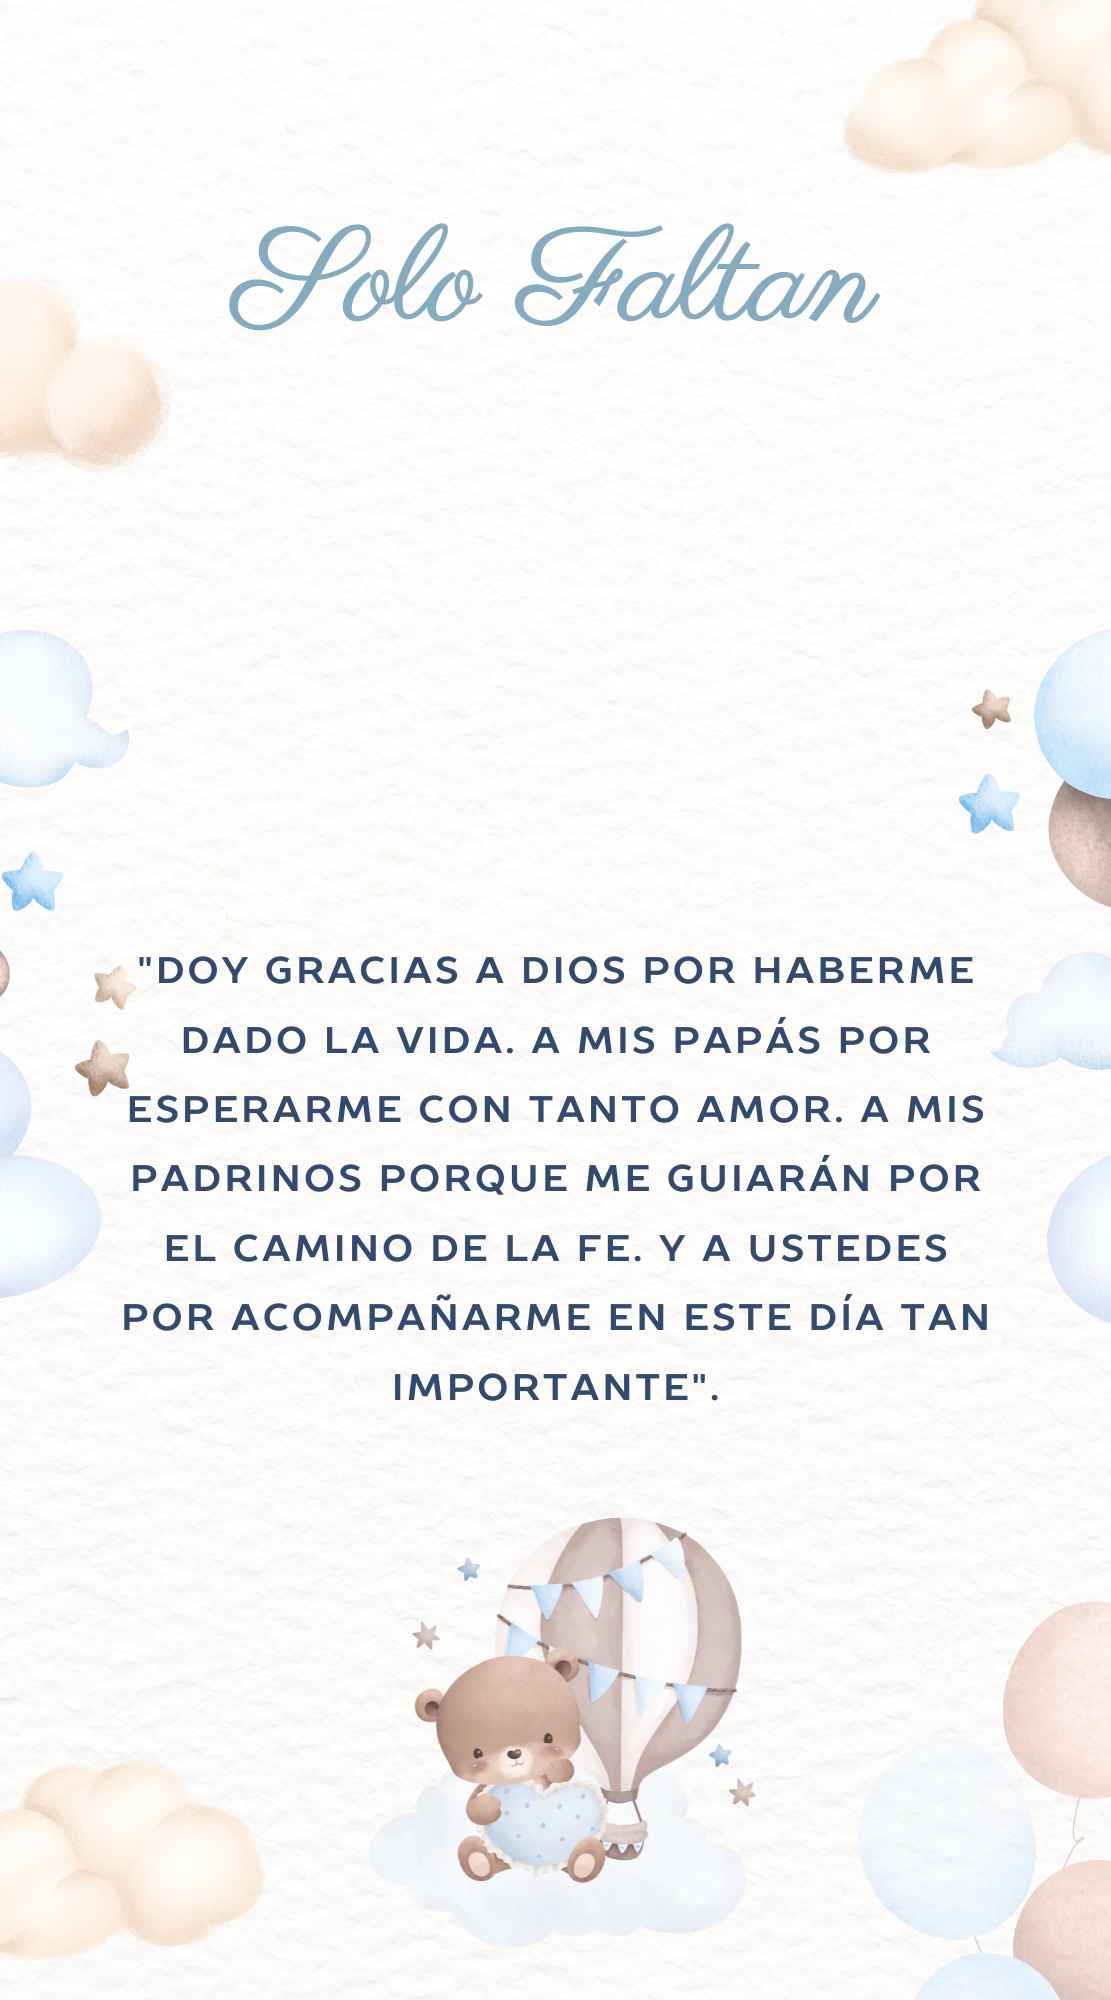 Solo Faltan
"DOY GRACIAS A DIOS POR HABERME
DADO LA VIDA. A MIS PAPÁS POR
ESPERARME CON TANTO AMOR. A MIS
PADRINOS PORQUE ME GUIARÁN POR
EL CAMINO DE LA FE. Y A USTEDES
POR ACOMPAÑARME EN ESTE DÍA TAN
IMPORTANTE".